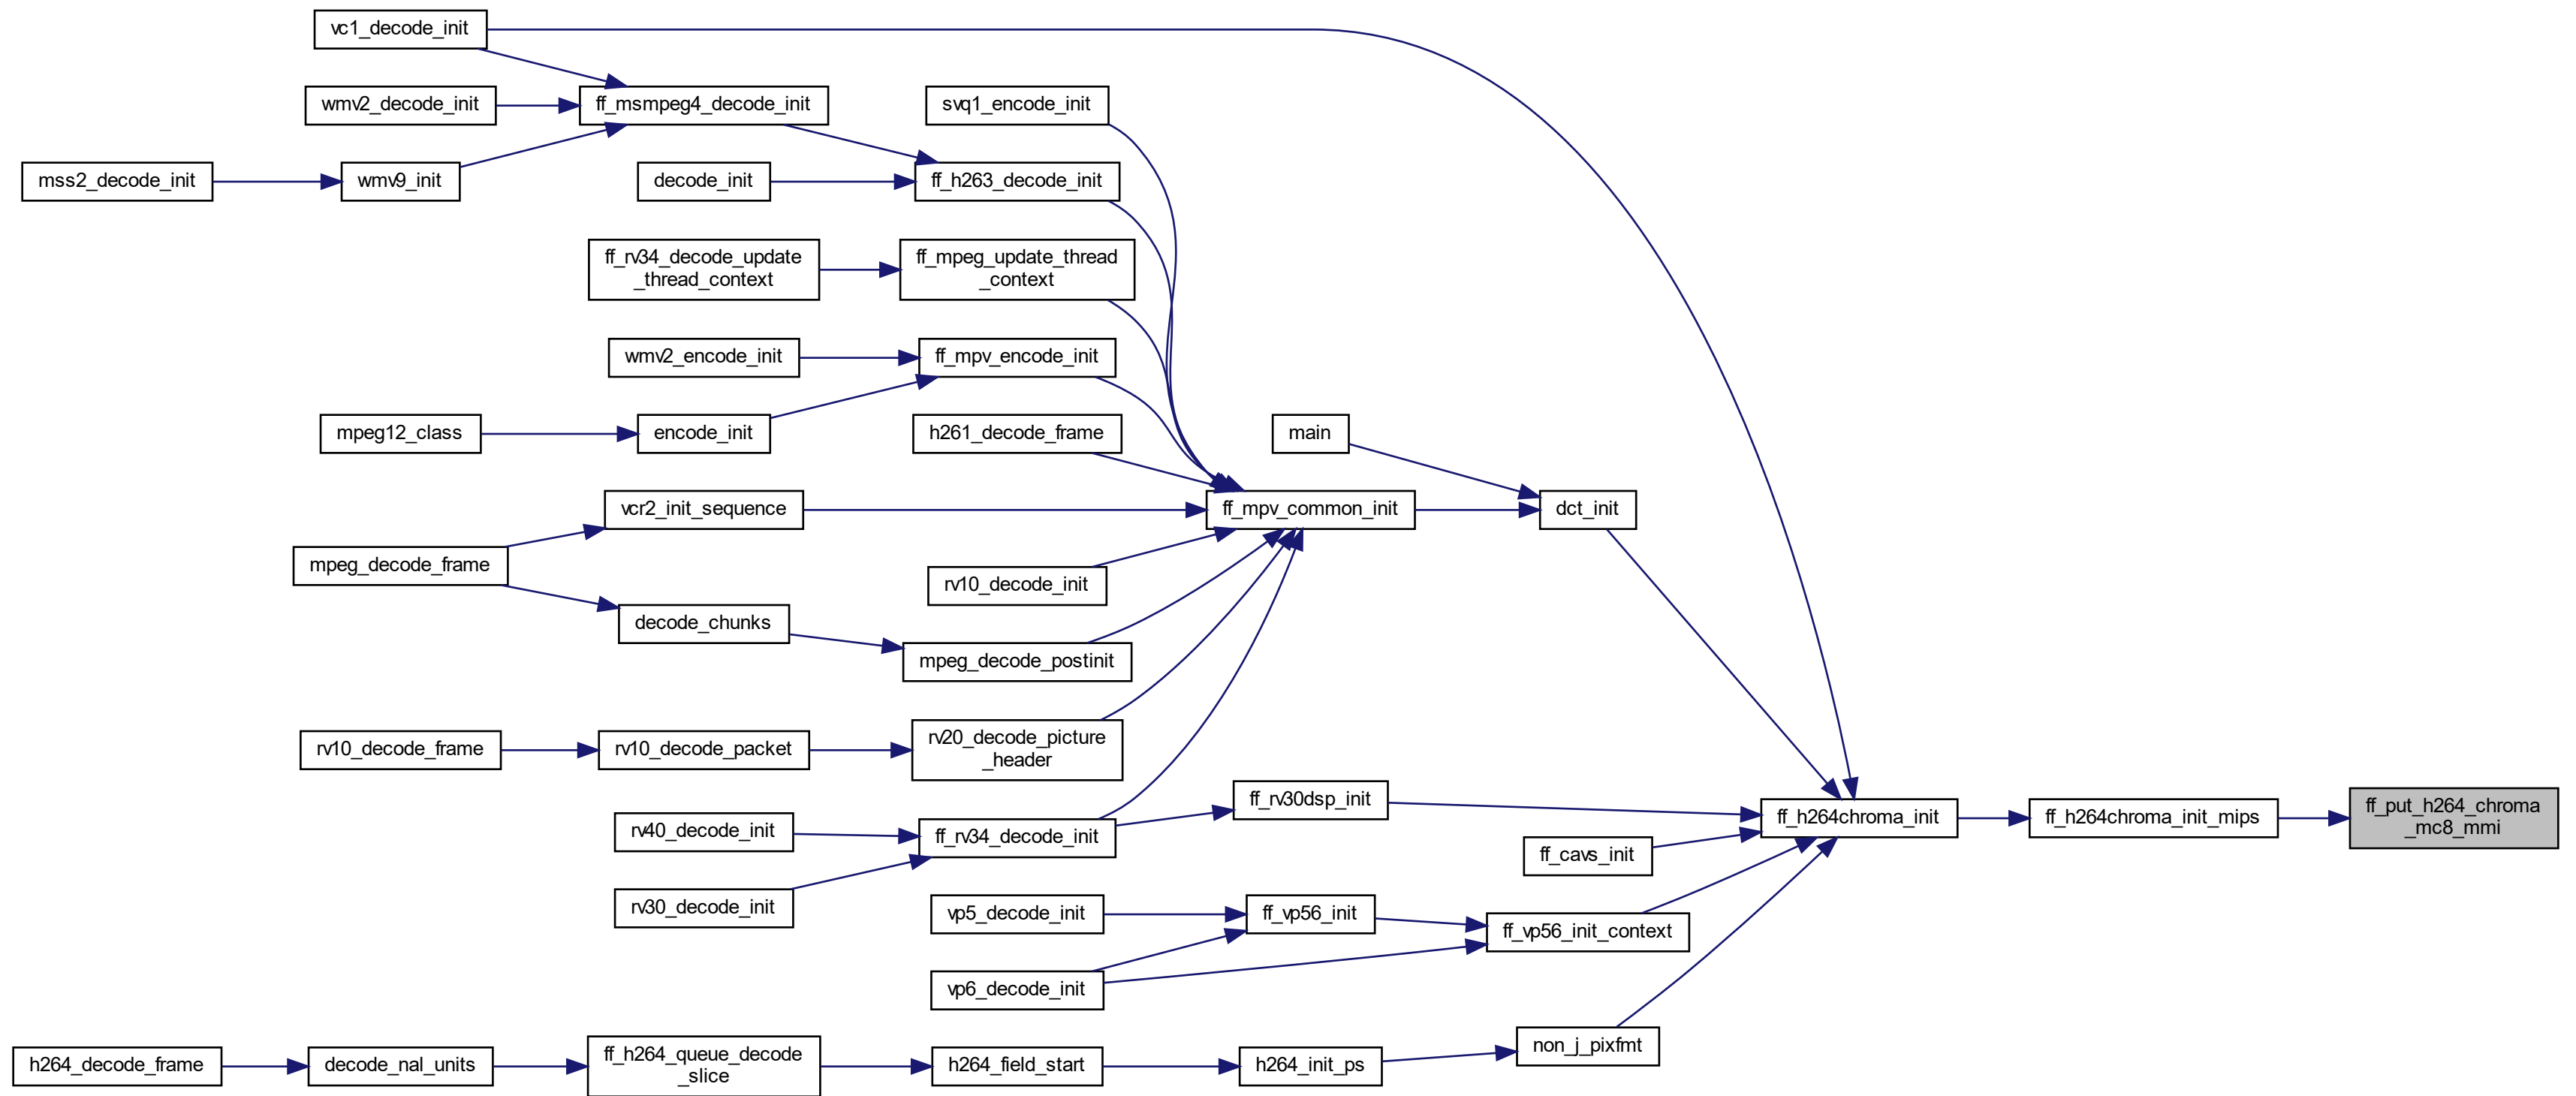 vc1_decode_init
wmv2_decode_init
ff_msmpeg4_decode_init
svq1_encode_init
mss2_decode_init
wmv9_init
decode_init
ff_h263_decode_init
ff_rv34_decode_update
_thread_context
ff_mpeg_update_thread
_context
wmv2_encode_init
ff_mpv_encode_init
mpeg12_class
encode_init
h261_decode_frame
main
vcr2_init_sequence
ff_mpv_common_init
dct_init
mpeg_decode_frame
rv10_decode_init
decode_chunks
mpeg_decode_postinit
rv10_decode_frame
rv10_decode_packet
rv20_decode_picture
_header
ff_rv30dsp_init
ff_h264chroma_init
ff_h264chroma_init_mips
ff_put_h264_chroma
_mc8_mmi
rv40_decode_init
ff_rv34_decode_init
ff_cavs_init
rv30_decode_init
vp5_decode_init
ff_vp56_init
ff_vp56_init_context
vp6_decode_init
non_j_pixfmt
h264_decode_frame
decode_nal_units
ff_h264_queue_decode
_slice
h264_field_start
h264_init_ps